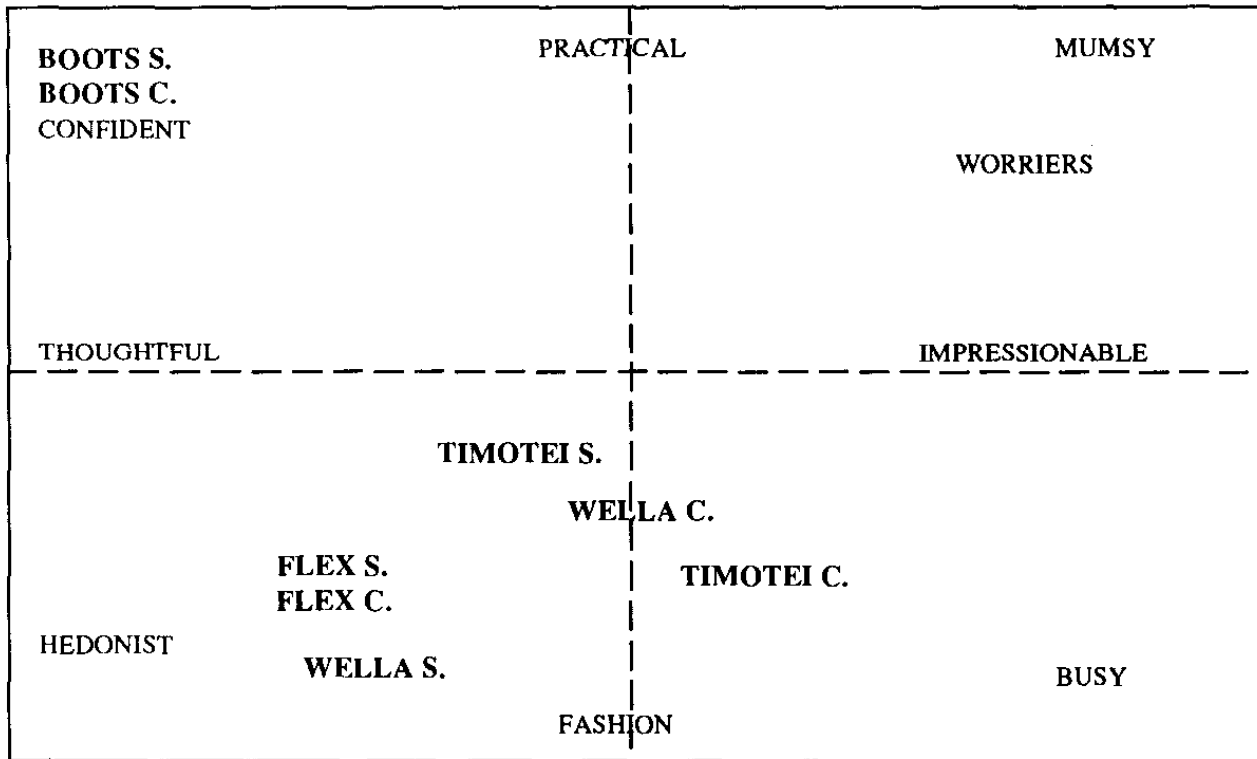 BOOTS S.
PRACTICAL
MUMSY
BOOTS C.
CONFIDENT
WORRIERS
THOUGHTFUL
IMPRESSIONABLE
TIMOTEI S.
WELLA C.
FLEX S.
TIMOTEI C.
FLEX C.
HEDONIST
WELLA S.
BUSY
FASHION